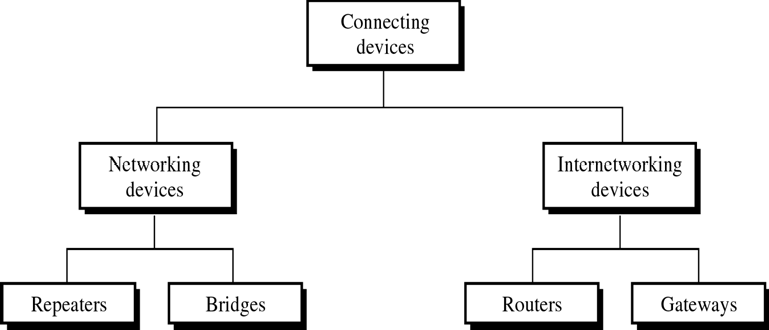 Connecting
devices
Networking
devices
Internetworking
devices
Repeaters
Bridges
Routers
Gateways